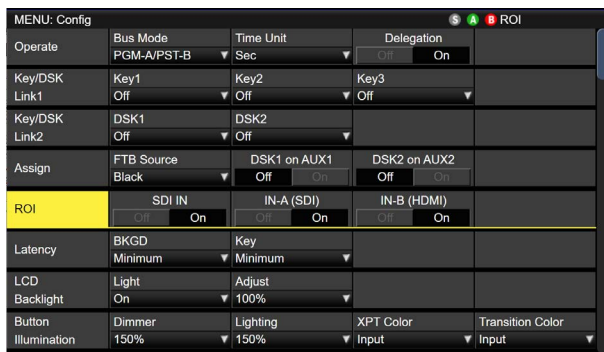 MENU: Config S A B ROI
Operate Bus Mode Time Unit Delegation
PGM-A/PST-B Sec Off On
Key/DSK Key1 Key2 Key3
Link1 Off Off Off
Key/DSK DSK1 DSK2
Link2 Off Off
Assign FTB Source DSK1 on AUX1 DSK2 on AUX2
Black Off On Off On
ROI SDI IN IN-A (SDI) IN-B (HDMI)
Off On Off On Off On
Latency BKGD Key
Minimum Minimum
LCD Light Adjust
Backlight On 100%
Button Dimmer Lighting XPT Color Transition Color
Illumination 150% 150% Input Input